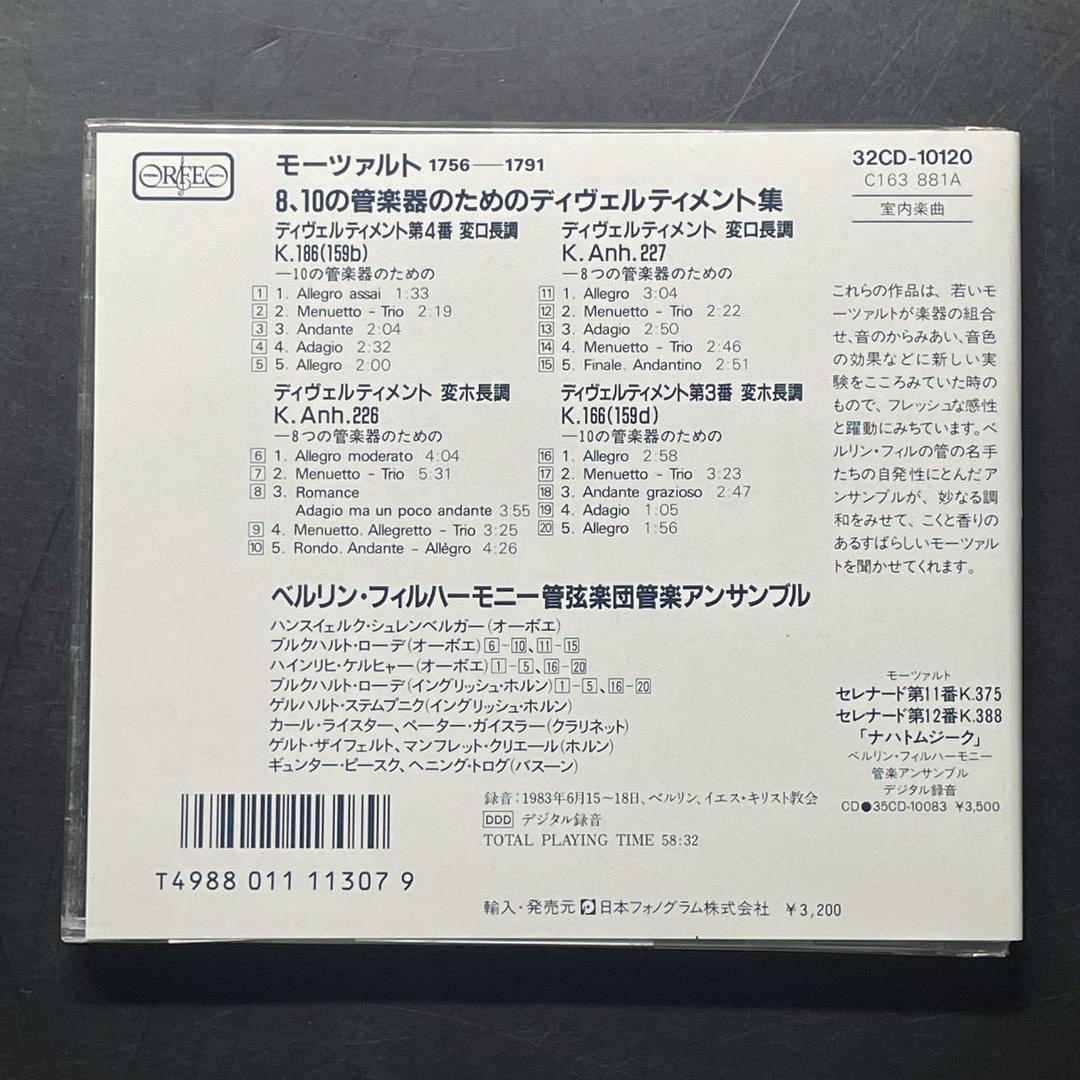 ORFEO
モーツァルト 1756—1791
8、10の管楽器のためのディヴェルティメント集
32CD-10120
C163 881A
室内楽曲
ディヴェルティメント第4番 変ロ長調
K.186(159b)
—10の管楽器のための
1 1. Allegro assai 1:33
2 2. Menuetto - Trio 2:19
3 3. Andante 2:04
4 4. Adagio 2:32
5 5. Allegro 2:00
ディヴェルティメント 変ホ長調
K.Anh.226
—8つの管楽器のための
6 1. Allegro moderato 4:04
7 2. Menuetto - Trio 5:31
8 3. Romance
Adagio ma un poco andante 3:55
9 4. Menuetto. Allegretto - Trio 3:25
10 5. Rondo. Andante - Allegro 4:26
ディヴェルティメント 変ロ長調
K.Anh.227
—8つの管楽器のための
11 1. Allegro 3:04
12 2. Menuetto - Trio 2:22
13 3. Adagio 2:50
14 4. Menuetto - Trio 2:46
15 5. Finale. Andantino 2:51
ディヴェルティメント第3番 変ホ長調
K.166(159d)
—10の管楽器のための
16 1. Allegro 2:58
17 2. Menuetto - Trio 3:23
18 3. Andante grazioso 2:47
19 4. Adagio 1:05
20 5. Allegro 1:56
これらの作品は、若いモ
ーツァルトが楽器の組合
せ、音のからみあい、音色
の効果などに新しい実
験をこころみていた時の
もので、フレッシュな感性
と躍動にみちています。ベ
ルリン・フィルの管の名手
たちの自発性にとんだア
ンサンブルが、妙なる調
和をみせて、こくと香りの
あるすばらしいモーツァル
トを聞かせてくれます。
ベルリン・フィルハーモニー管弦楽団管楽アンサンブル
ハンスイェルク・シュレンベルガー(オーボエ)
ブルクハルト・ローデ(オーボエ)6-10、11-15
ハインリヒ・ケルヒャー(オーボエ)1-5、16-20
ブルクハルト・ローデ(イングリッシュ・ホルン)1-5、16-20
ゲルハルト・ステムプニク(イングリッシュ・ホルン)
カール・ライスター、ペーター・ガイスラー(クラリネット)
ゲルト・ザイフェルト、マンフレット・クリエール(ホルン)
ギュンター・ピースク、ヘニング・トログ(バスーン)
モーツァルト
セレナード第11番K.375
セレナード第12番K.388
「ナハトムジーク」
ベルリン・フィルハーモニー
管楽アンサンブル
デジタル録音
CD●35CD-10083 ¥3,500
録音:1983年6月15〜18日、ベルリン、イエス・キリスト教会
DDD デジタル録音
TOTAL PLAYING TIME 58:32
T4988 011 11307 9
輸入・発売元 日本フォノグラム株式会社 ¥3,200